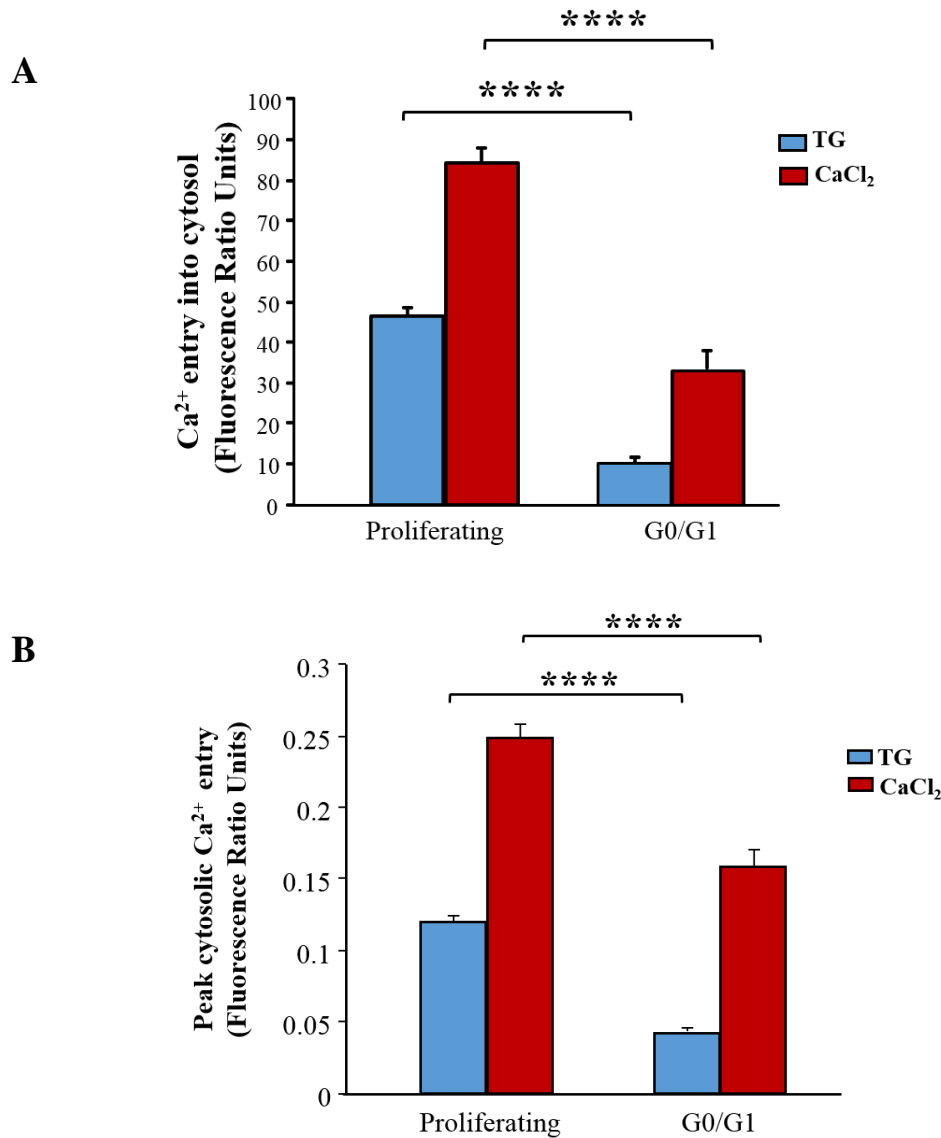 A
****
****
Ca²⁺ entry into cytosol
(Fluorescence Ratio Units)
100
90
80
70
60
50
40
30
20
10
0
TG
CaCl₂
Proliferating G0/G1
B
****
****
Peak cytosolic Ca²⁺ entry
(Fluorescence Ratio Units)
0.3
0.25
0.2
0.15
0.1
0.05
0
TG
CaCl₂
Proliferating G0/G1